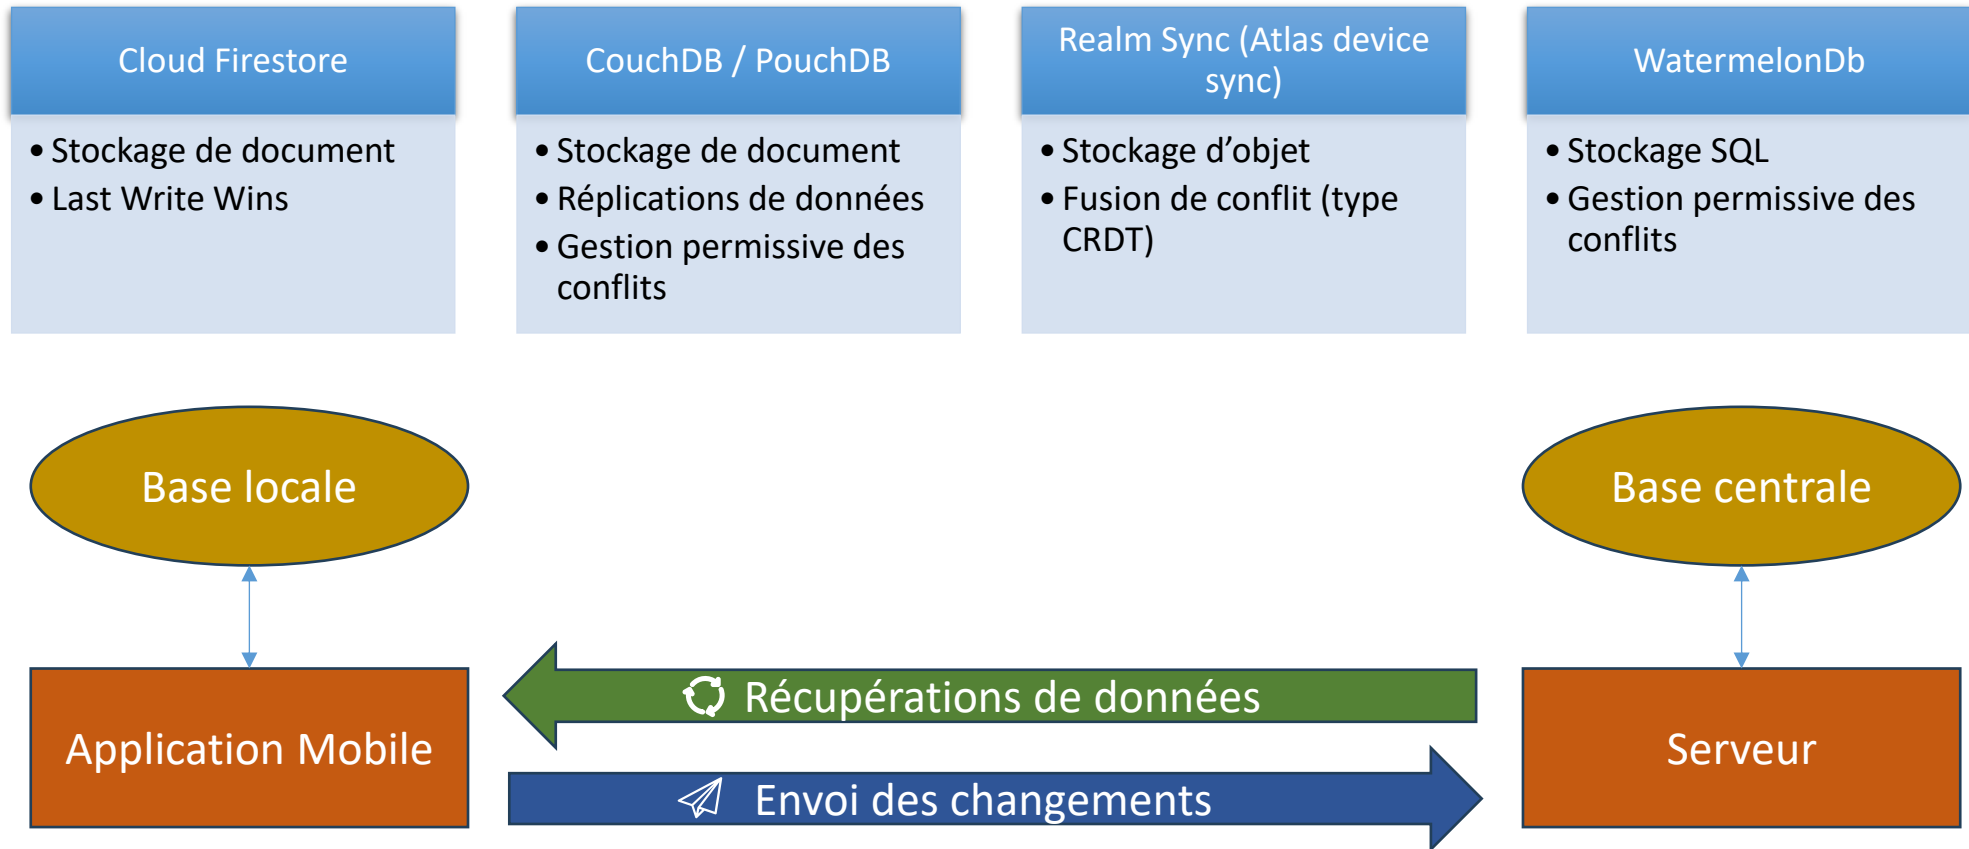 Cloud Firestore
• Stockage de document
• Last Write Wins
CouchDB / PouchDB
• Stockage de document
• Réplications de données
• Gestion permissive des
conflits
Realm Sync (Atlas device
sync)
• Stockage d’objet
• Fusion de conflit (type
CRDT)
WatermelonDb
• Stockage SQL
• Gestion permissive des
conflits
Base locale
Base centrale
Application Mobile
Récupérations de données
Envoi des changements
Serveur